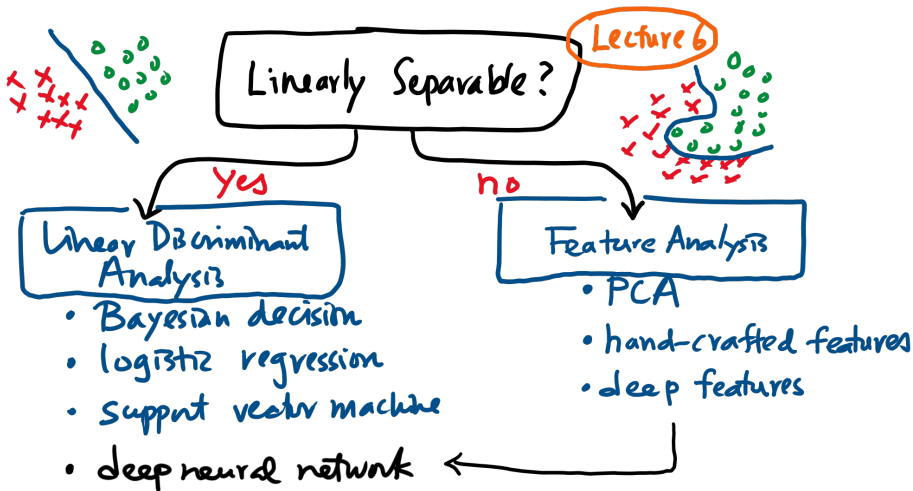 Lecture 6
Linearly Separable?
Yes
no
Linear Discriminant
Analysis
Feature Analysis
• Bayesian decision
• logistic regression
• support vector machine
• deep neural network
• PCA
• hand-crafted features
• deep features